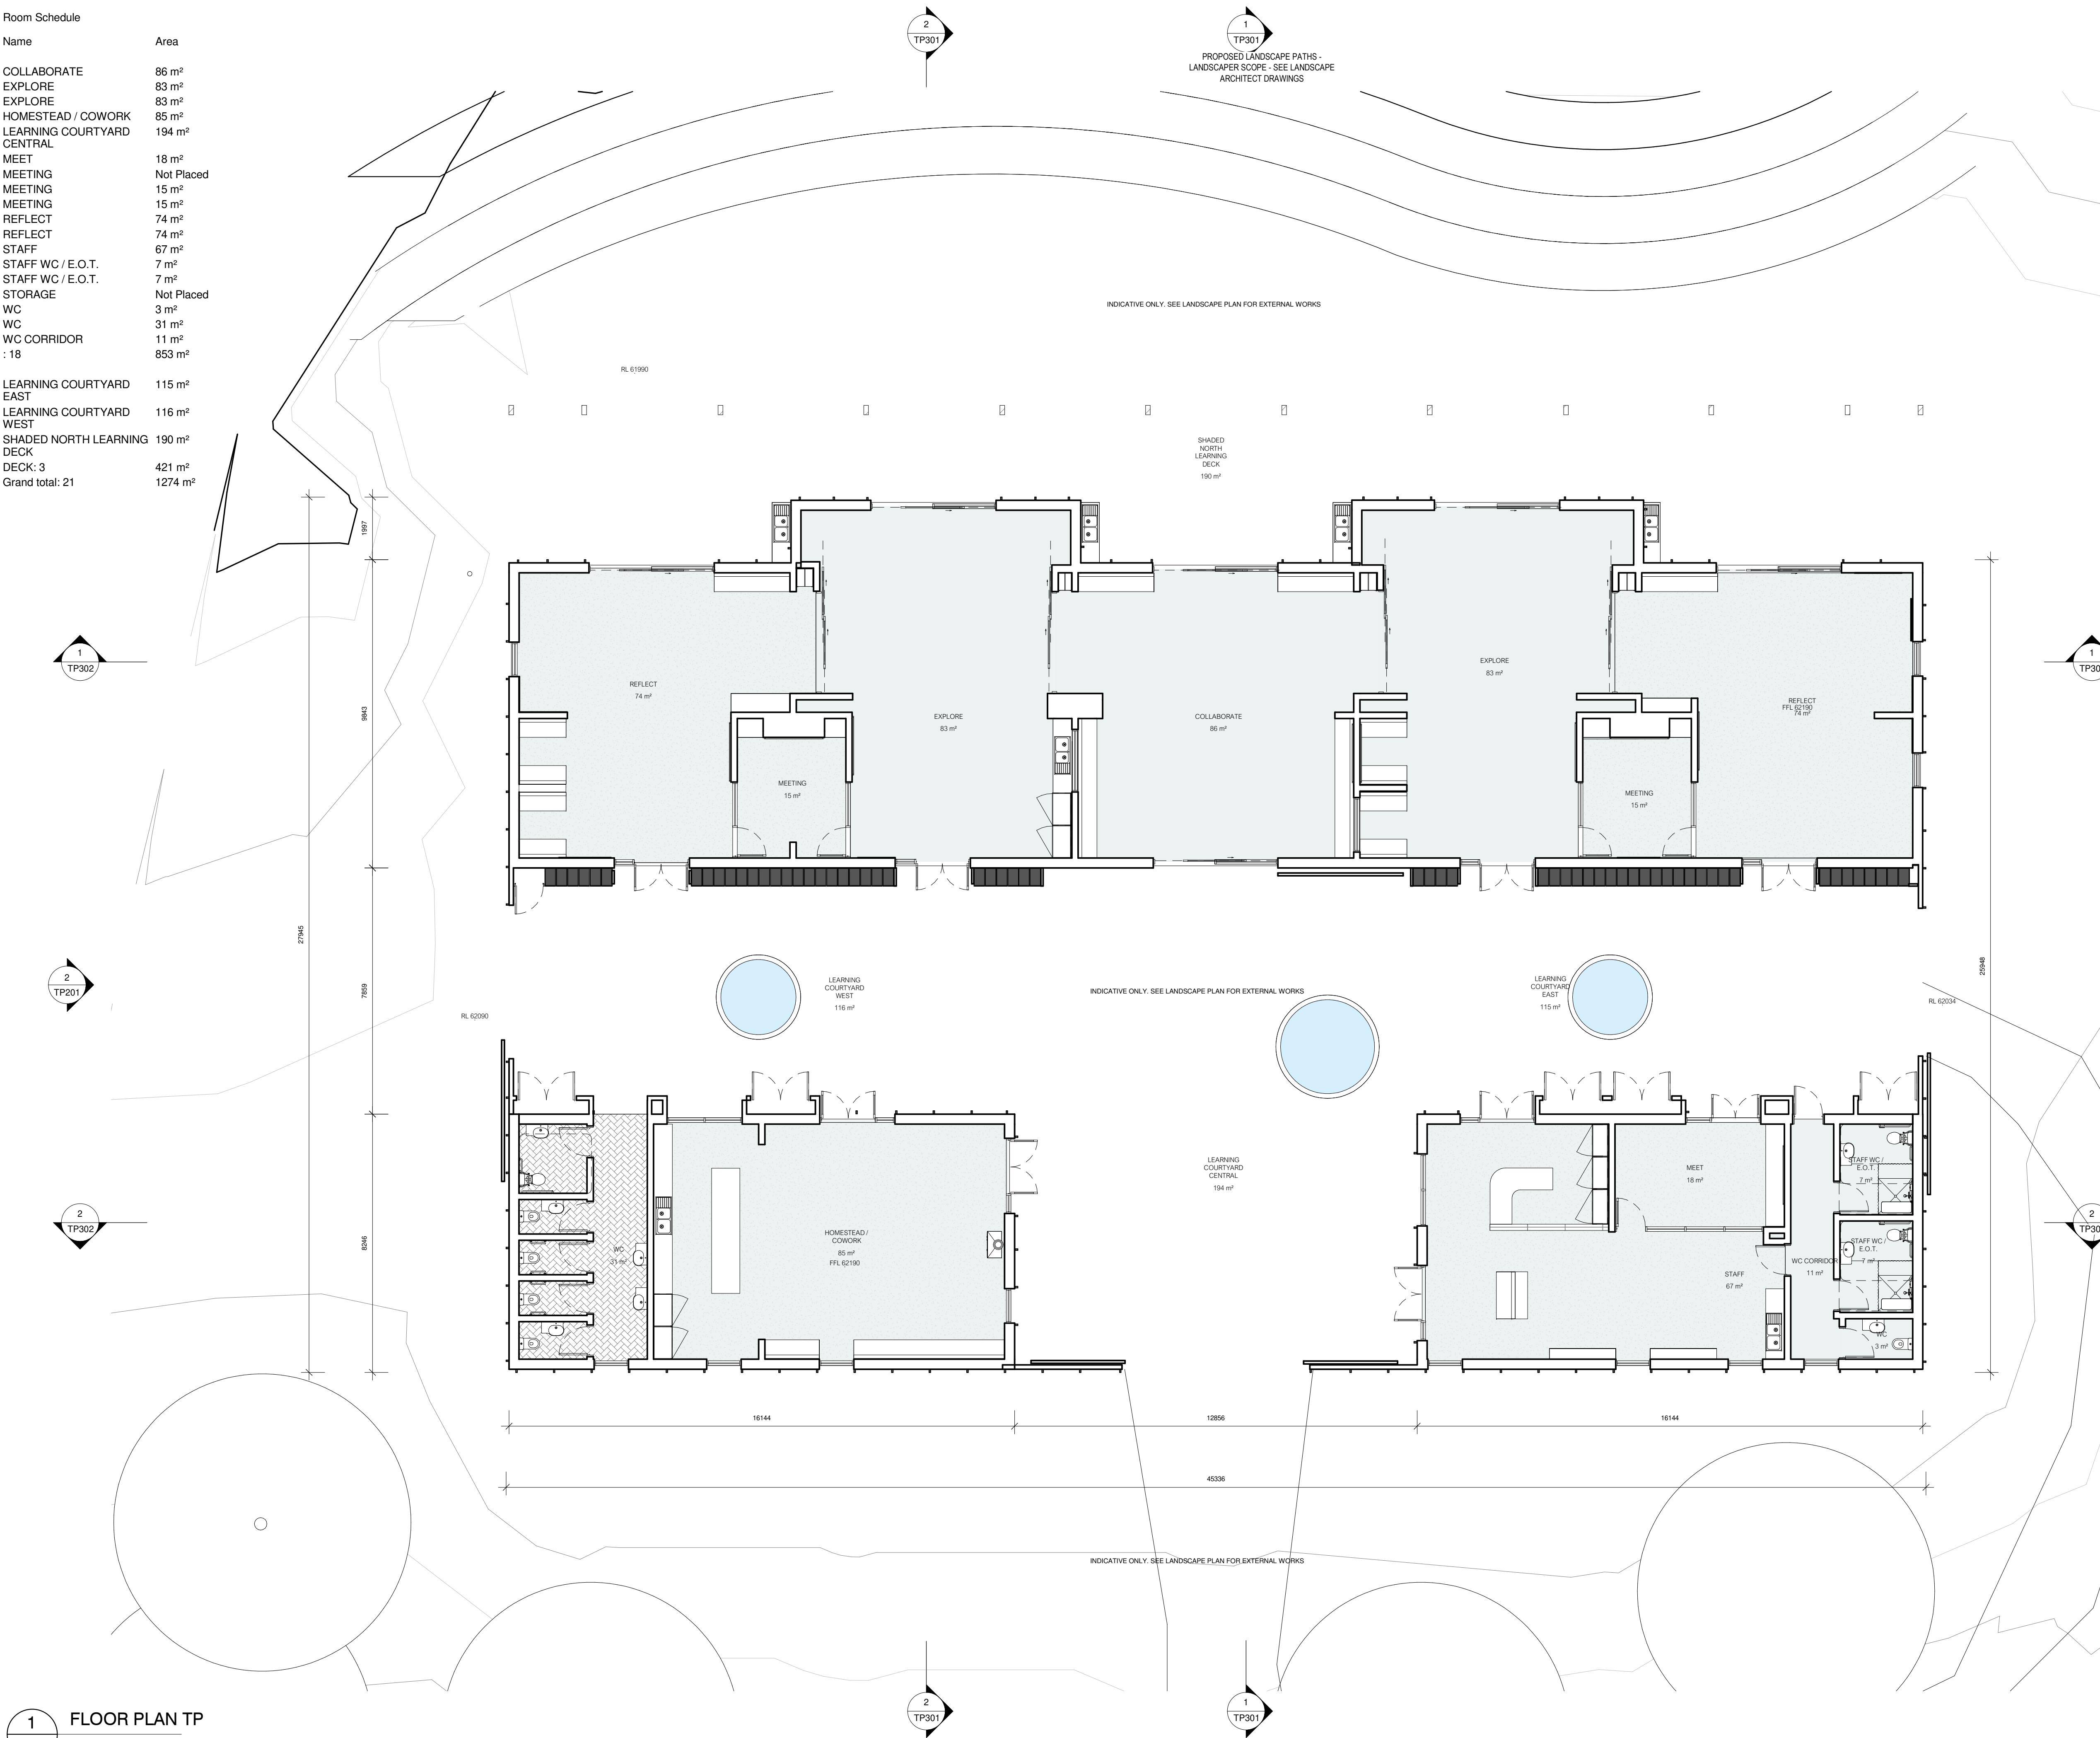 Room Schedule
Name Area
COLLABORATE 86 m²
EXPLORE 83 m²
EXPLORE 83 m²
HOMESTEAD / COWORK 85 m²
LEARNING COURTYARD 194 m²
CENTRAL
MEET 18 m²
MEETING Not Placed
MEETING 15 m²
MEETING 15 m²
REFLECT 74 m²
REFLECT 74 m²
STAFF 67 m²
STAFF WC / E.O.T. 7 m²
STAFF WC / E.O.T. 7 m²
STORAGE Not Placed
WC 3 m²
WC 31 m²
WC CORRIDOR 11 m²
: 18 853 m²
LEARNING COURTYARD 115 m²
EAST
LEARNING COURTYARD 116 m²
WEST
SHADED NORTH LEARNING 190 m²
DECK
DECK: 3 421 m²
Grand total: 21 1274 m²
2
TP301
1
TP301
PROPOSED LANDSCAPE PATHS -
LANDSCAPER SCOPE - SEE LANDSCAPE
ARCHITECT DRAWINGS
INDICATIVE ONLY. SEE LANDSCAPE PLAN FOR EXTERNAL WORKS
RL 61990
SHADED
NORTH
LEARNING
DECK
190 m²
1997
1
TP302
1
TP30
9843
REFLECT
74 m²
EXPLORE
83 m²
COLLABORATE
86 m²
EXPLORE
83 m²
REFLECT
FFL 62190
74 m²
MEETING
15 m²
MEETING
15 m²
27945
7859
25948
2
TP201
RL 62090
LEARNING
COURTYARD
WEST
116 m²
INDICATIVE ONLY. SEE LANDSCAPE PLAN FOR EXTERNAL WORKS
LEARNING
COURTYARD
EAST
115 m²
RL 62034
2
TP302
2
TP30
8246
WC
31 m²
HOMESTEAD /
COWORK
85 m²
FFL 62190
LEARNING
COURTYARD
CENTRAL
194 m²
MEET
18 m²
STAFF
67 m²
WC CORRIDOR
11 m²
STAFF WC /
E.O.T.
7 m²
STAFF WC /
E.O.T.
7 m²
WC
3 m²
16144
12856
16144
45336
INDICATIVE ONLY. SEE LANDSCAPE PLAN FOR EXTERNAL WORKS
2
TP301
1
TP301
1
FLOOR PLAN TP